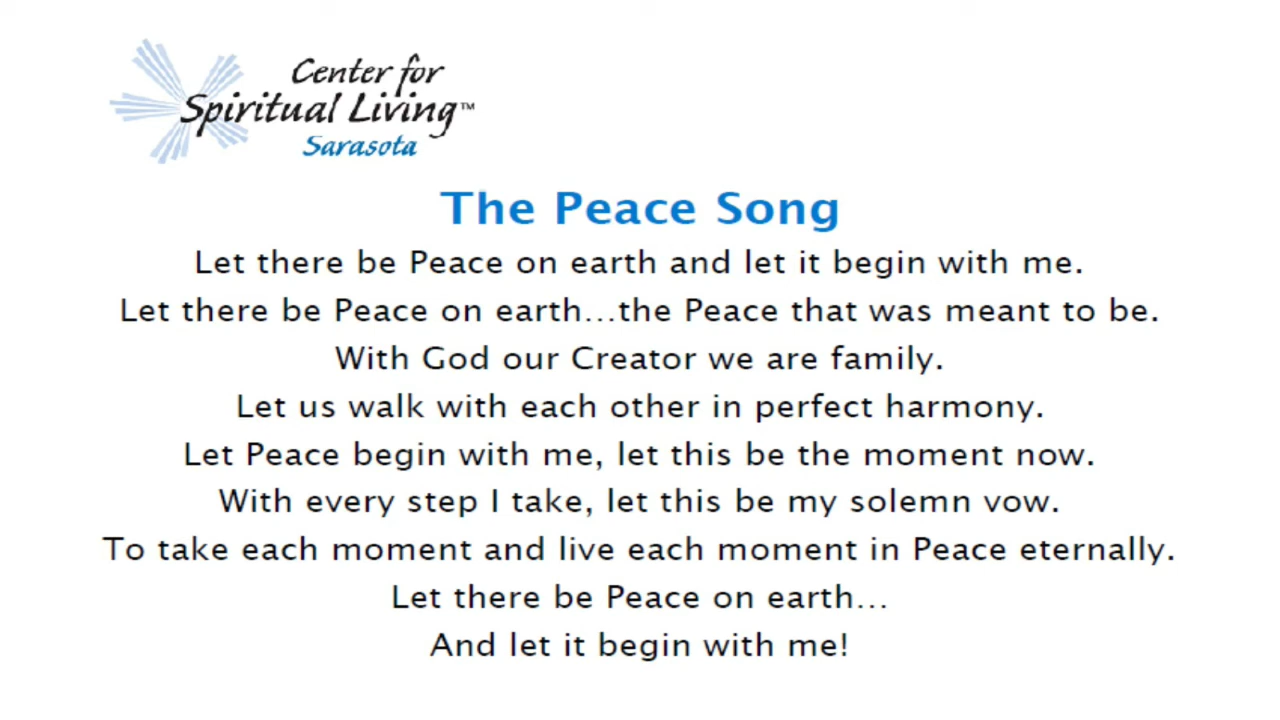 Center for
Spiritual Living™
Sarasota
The Peace Song
Let there be Peace on earth and let it begin with me.
Let there be Peace on earth...the Peace that was meant to be.
With God our Creator we are family.
Let us walk with each other in perfect harmony.
Let Peace begin with me, let this be the moment now.
With every step I take, let this be my solemn vow.
To take each moment and live each moment in Peace eternally.
Let there be Peace on earth...
And let it begin with me!